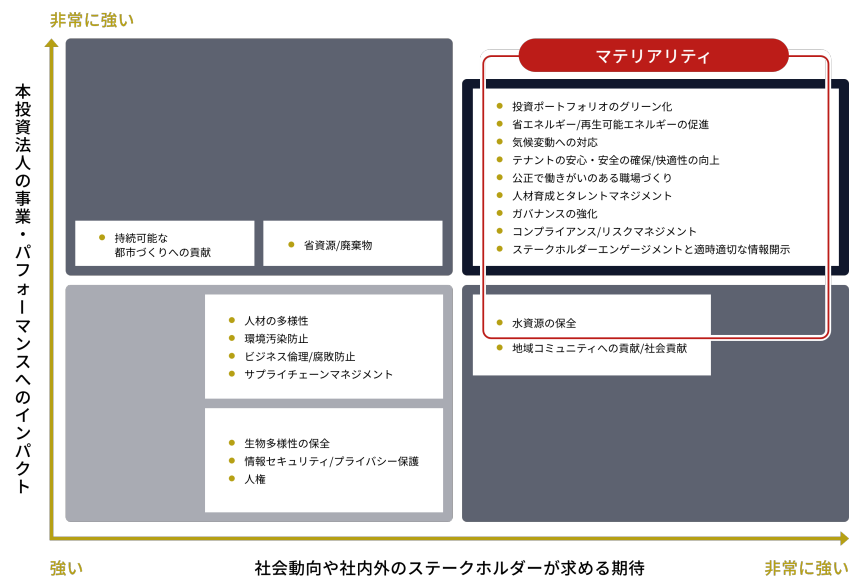 非常に強い
本投資法人の事業・パフォーマンスへのインパクト
マテリアリティ
持続可能な
都市づくりへの貢献
省資源/廃棄物
投資ポートフォリオのグリーン化
省エネルギー/再生可能エネルギーの促進
気候変動への対応
テナントの安心・安全の確保/快適性の向上
公正で働きがいのある職場づくり
人材育成とタレントマネジメント
ガバナンスの強化
コンプライアンス/リスクマネジメント
ステークホルダーエンゲージメントと適時適切な情報開示
人材の多様性
環境汚染防止
ビジネス倫理/腐敗防止
サプライチェーンマネジメント
生物多様性の保全
情報セキュリティ/プライバシー保護
人権
水資源の保全
地域コミュニティへの貢献/社会貢献
強い
社会動向や社内外のステークホルダーが求める期待
非常に強い